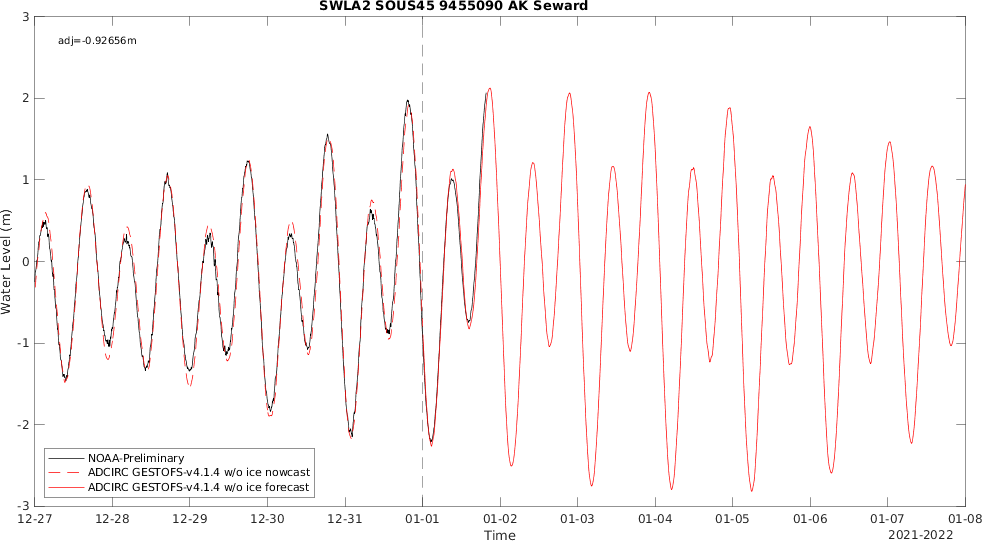 SWLA2 SOUS45 9455090 AK Seward
adj=-0.92656m
3
2
1
0
-1
-2
-3
Water Level (m)
NOAA-Preliminary
ADCIRC GESTOFS-v4.1.4 w/o ice nowcast
ADCIRC GESTOFS-v4.1.4 w/o ice forecast
12-27 12-28 12-29 12-30 12-31 01-01 01-02 01-03 01-04 01-05 01-06 01-07 01-08
Time
2021-2022